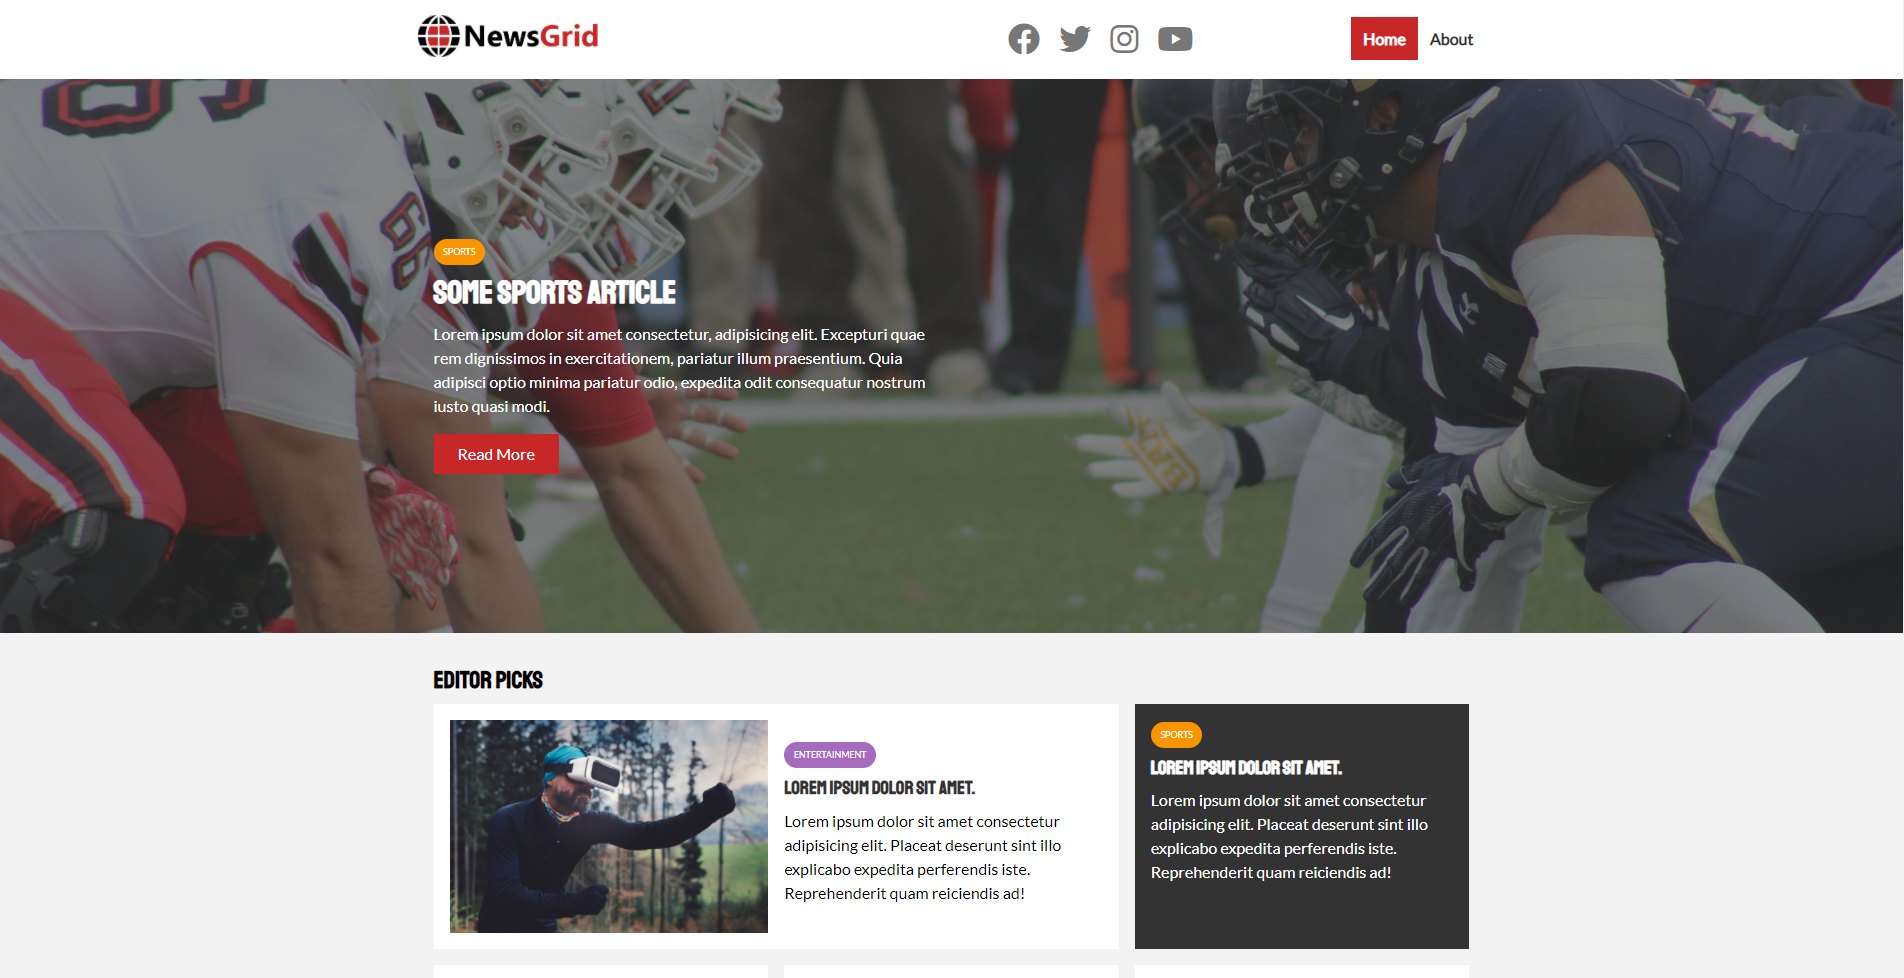 NewsGrid
Home
About
SPORTS
SOME SPORTS ARTICLE
Lorem ipsum dolor sit amet consectetur, adipisicing elit. Excepturi quae
rem dignissimos in exercitationem, pariatur illum praesentium. Quia
adipisci optio minima pariatur odio, expedita odit consequatur nostrum
iusto quasi modi.
Read More
EDITOR PICKS
ENTERTAINMENT
LOREM IPSUM DOLOR SIT AMET.
Lorem ipsum dolor sit amet consectetur
adipisicing elit. Placeat deserunt sint illo
explicabo expedita perferendis iste.
Reprehenderit quam reiciendis ad!
SPORTS
LOREM IPSUM DOLOR SIT AMET.
Lorem ipsum dolor sit amet consectetur
adipisicing elit. Placeat deserunt sint illo
explicabo expedita perferendis iste.
Reprehenderit quam reiciendis ad!